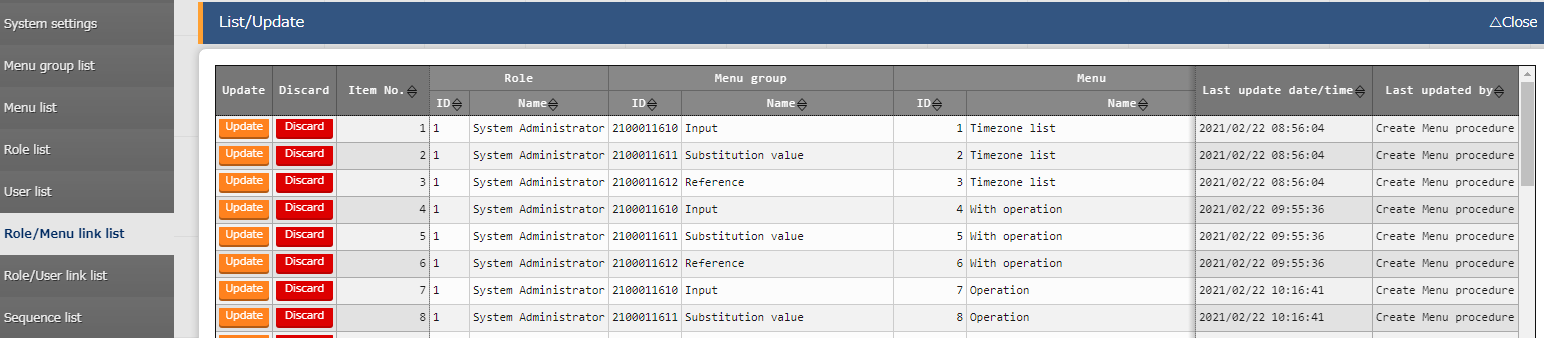 System settings
Menu group list
Menu list
Role list
User list
Role/Menu link list
Role/User link list
Sequence list
List/Update △Close
Update Discard Item No. Role Menu group Menu Last update date/time Last updated by
ID Name ID Name ID Name
Update Discard 1 1 System Administrator 2100011610 Input 1 Timezone list 2021/02/22 08:56:04 Create Menu procedure
Update Discard 2 1 System Administrator 2100011611 Substitution value 2 Timezone list 2021/02/22 08:56:04 Create Menu procedure
Update Discard 3 1 System Administrator 2100011612 Reference 3 Timezone list 2021/02/22 08:56:04 Create Menu procedure
Update Discard 4 1 System Administrator 2100011610 Input 4 With operation 2021/02/22 09:55:36 Create Menu procedure
Update Discard 5 1 System Administrator 2100011611 Substitution value 5 With operation 2021/02/22 09:55:36 Create Menu procedure
Update Discard 6 1 System Administrator 2100011612 Reference 6 With operation 2021/02/22 09:55:36 Create Menu procedure
Update Discard 7 1 System Administrator 2100011610 Input 7 Operation 2021/02/22 10:16:41 Create Menu procedure
Update Discard 8 1 System Administrator 2100011611 Substitution value 8 Operation 2021/02/22 10:16:41 Create Menu procedure